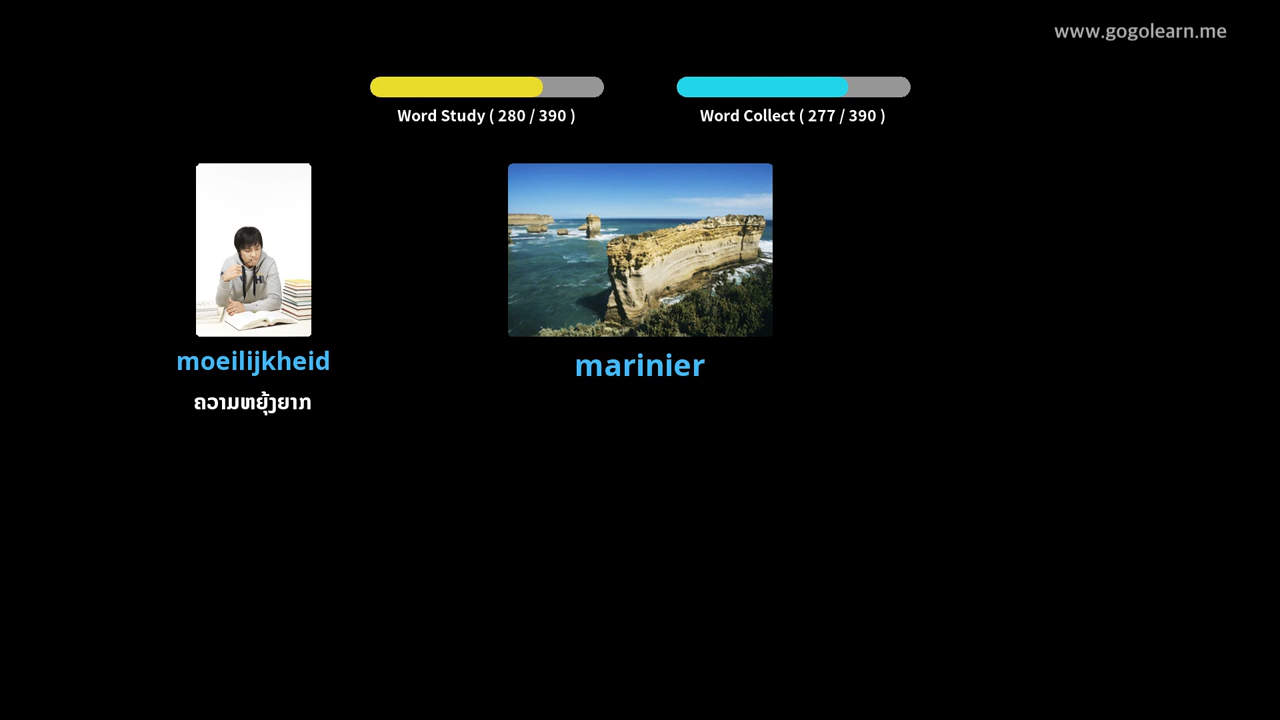 www.gogolearn.me
Word Study ( 280 / 390 )
Word Collect ( 277 / 390 )
moeilijkheid
marinier
ຄວາມຫຍຸ້ງຍາກ